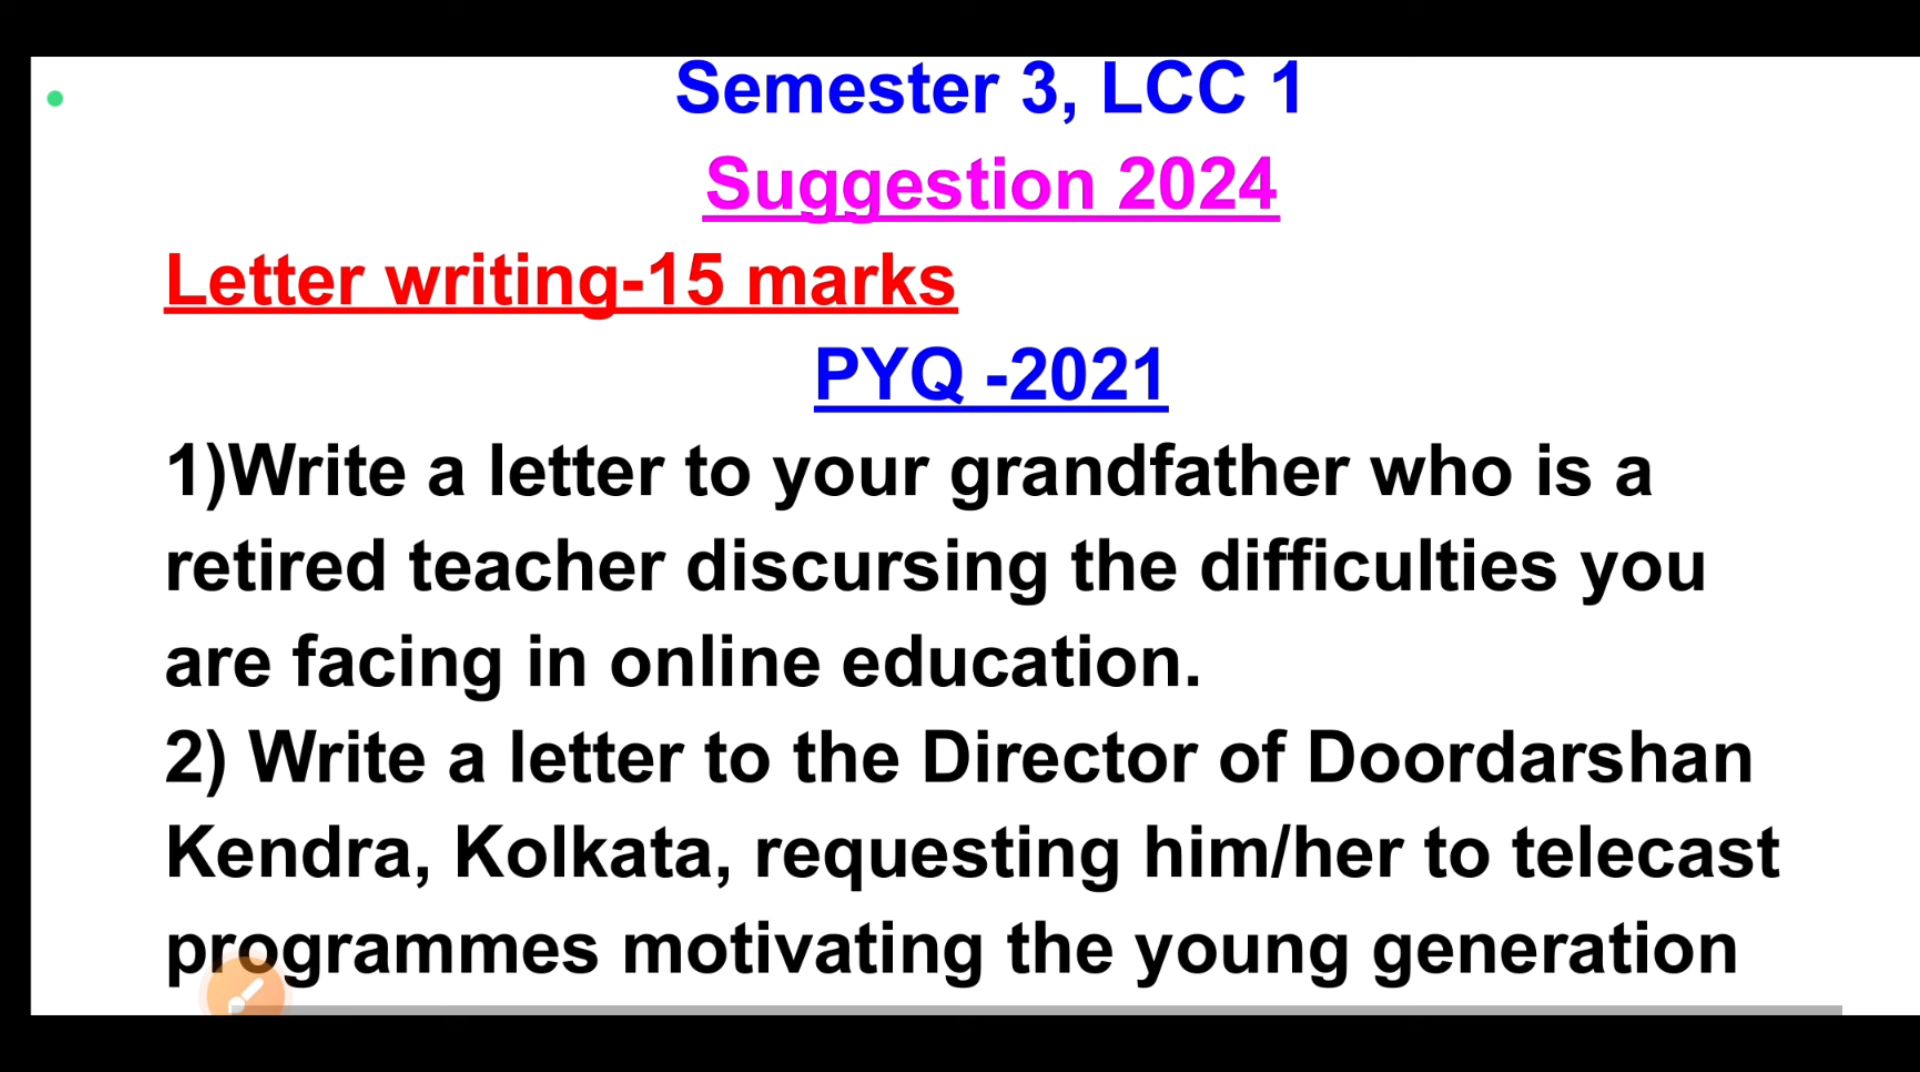 Semester 3, LCC 1
Suggestion 2024
Letter writing-15 marks
PYQ -2021
1)Write a letter to your grandfather who is a
retired teacher discursing the difficulties you
are facing in online education.
2) Write a letter to the Director of Doordarshan
Kendra, Kolkata, requesting him/her to telecast
programmes motivating the young generation